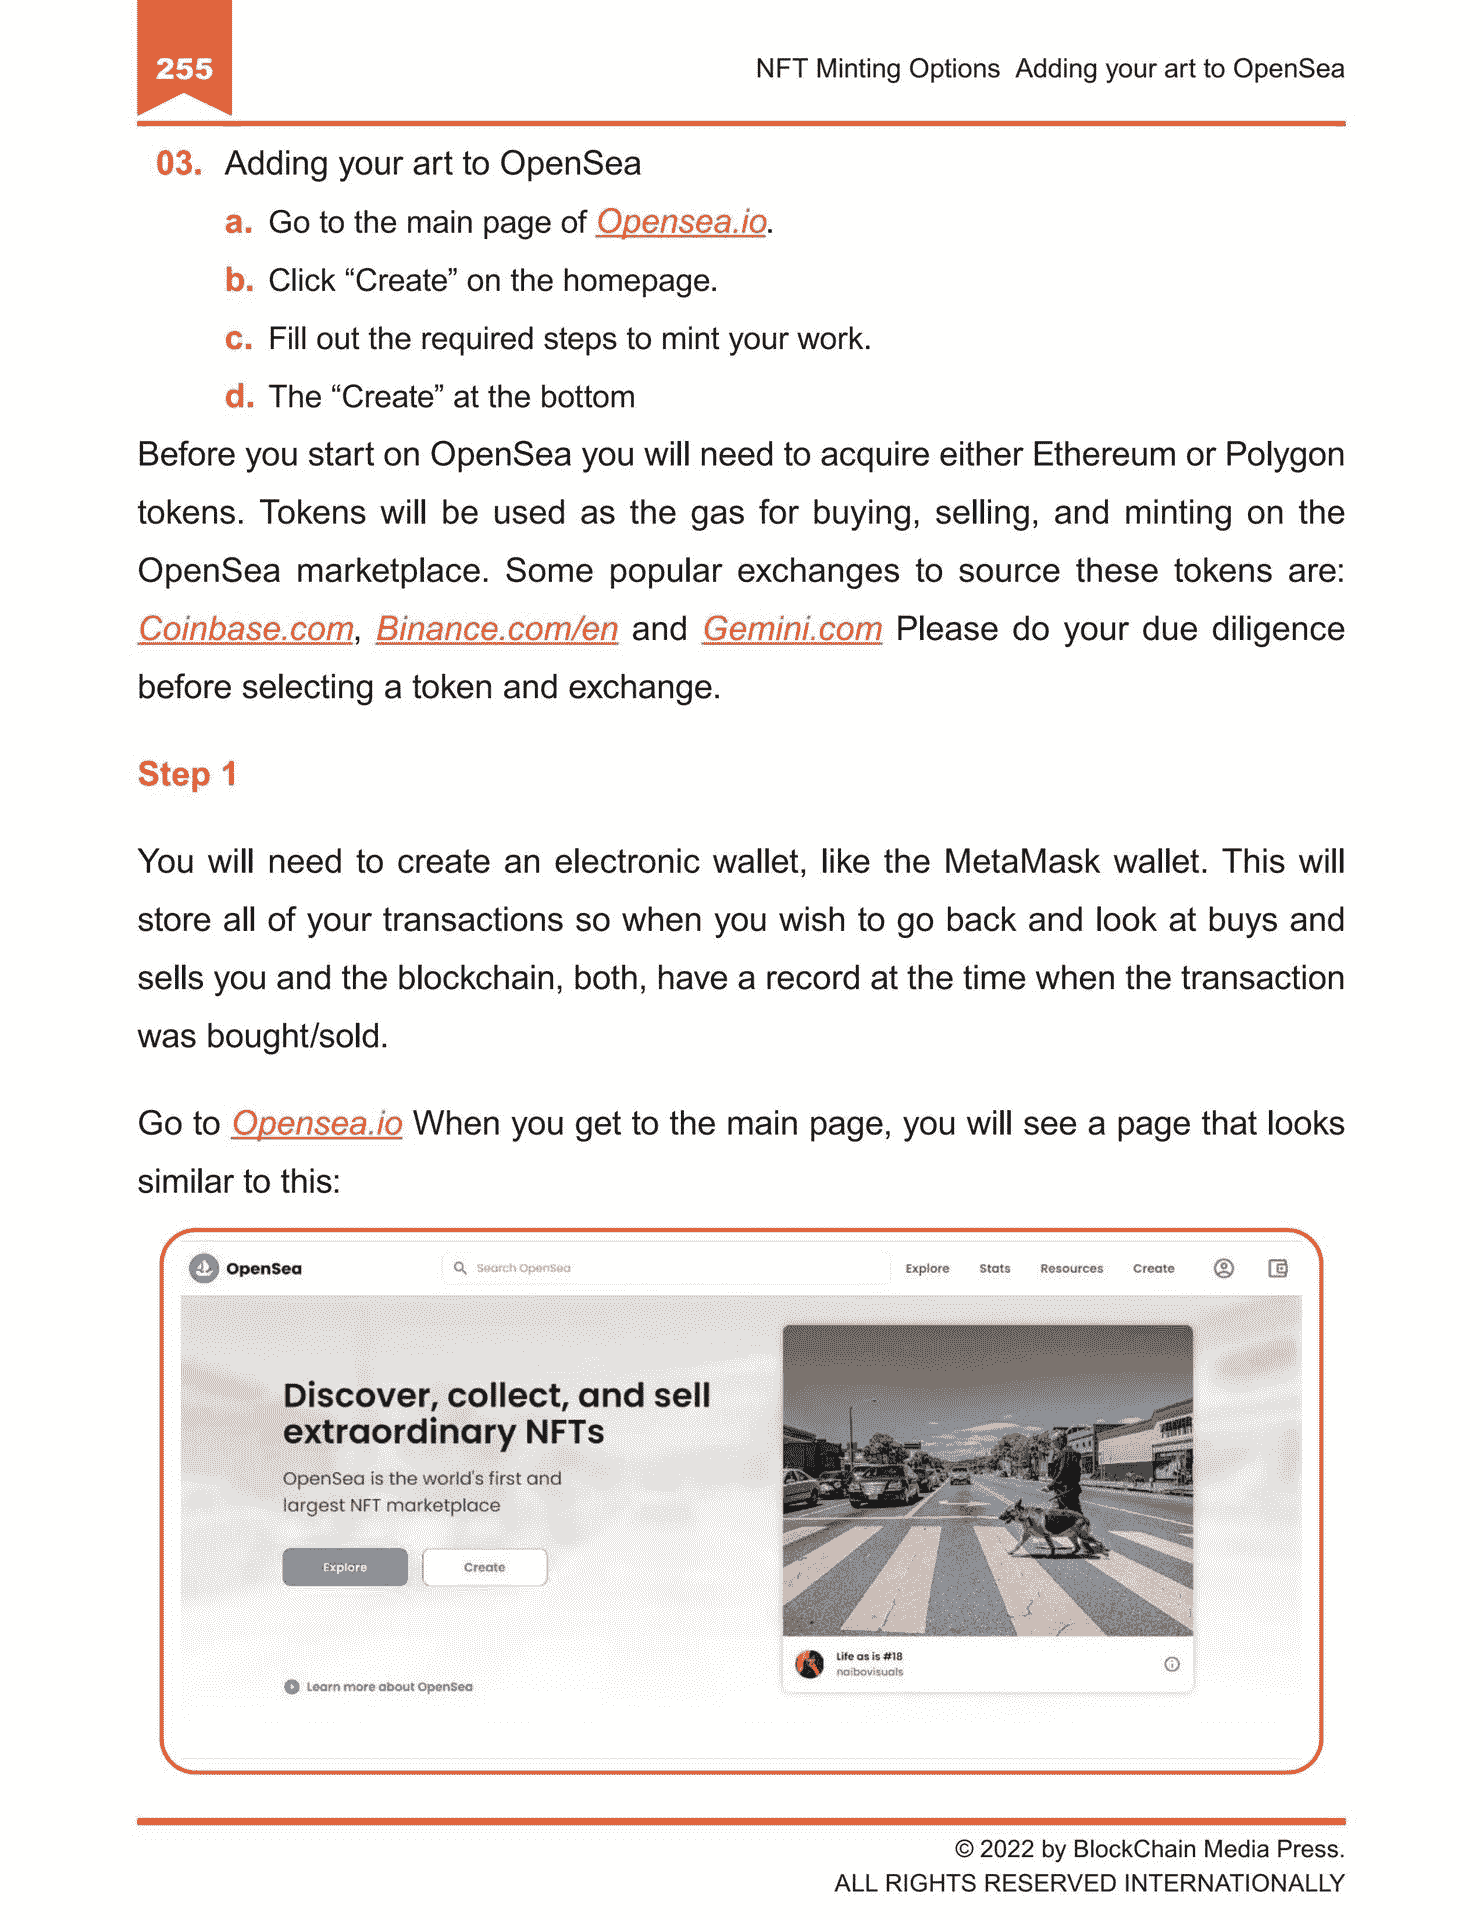 255
NFT Minting Options  Adding your art to OpenSea
03. Adding your art to OpenSea
a. Go to the main page of Opensea.io.
b. Click “Create” on the homepage.
c. Fill out the required steps to mint your work.
d. The “Create” at the bottom
Before you start on OpenSea you will need to acquire either Ethereum or Polygon
tokens. Tokens will be used as the gas for buying, selling, and minting on the
OpenSea marketplace. Some popular exchanges to source these tokens are:
Coinbase.com, Binance.com/en and Gemini.com Please do your due diligence
before selecting a token and exchange.
Step 1
You will need to create an electronic wallet, like the MetaMask wallet. This will
store all of your transactions so when you wish to go back and look at buys and
sells you and the blockchain, both, have a record at the time when the transaction
was bought/sold.
Go to Opensea.io When you get to the main page, you will see a page that looks
similar to this:
OpenSea
Search OpenSea
Explore
Stats
Resources
Create
Discover, collect, and sell
extraordinary NFTs
OpenSea is the world's first and
largest NFT marketplace
Explore
Create
Learn more about OpenSea
Life as is #18
naibovisuals
© 2022 by BlockChain Media Press.
ALL RIGHTS RESERVED INTERNATIONALLY